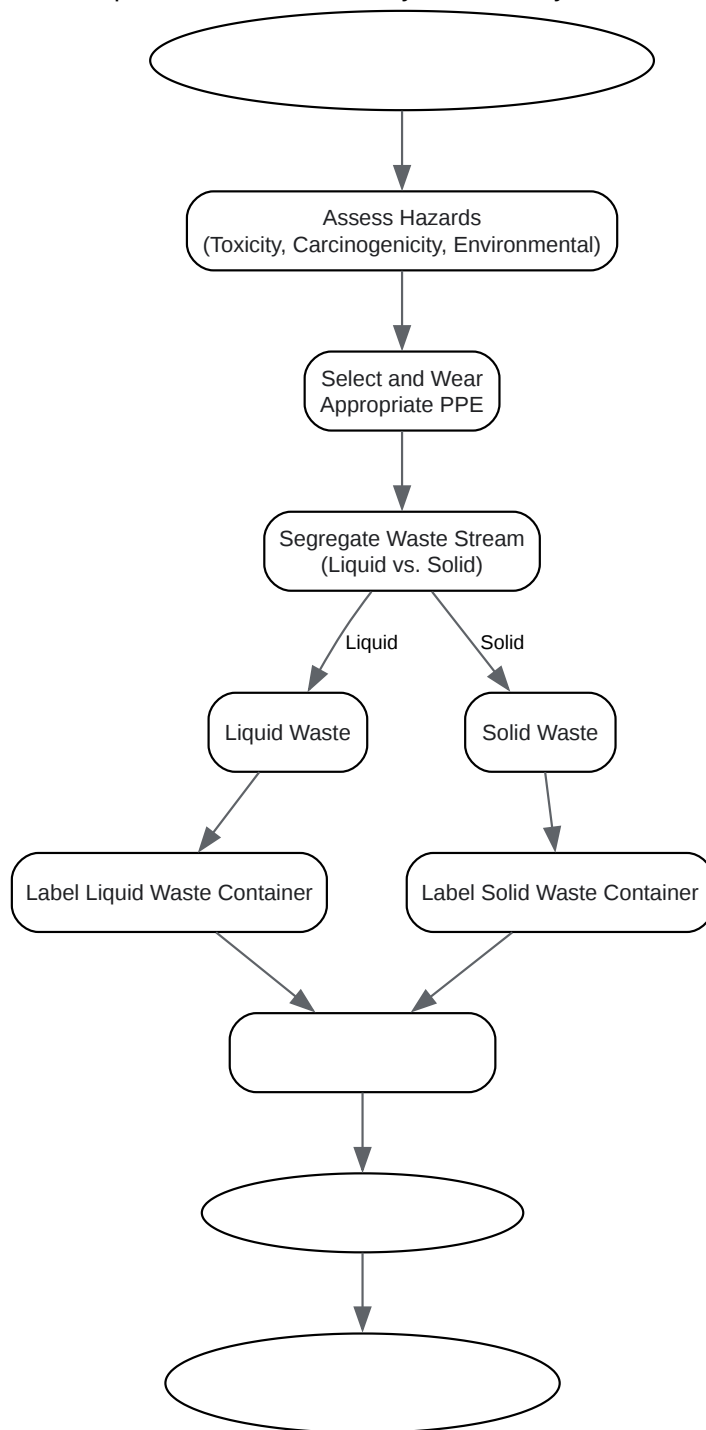 Assess Hazards
(Toxicity, Carcinogenicity, Environmental)
Select and Wear
Appropriate PPE
Segregate Waste Stream
(Liquid vs. Solid)
Liquid
Solid
Liquid Waste
Solid Waste
Label Liquid Waste Container
Label Solid Waste Container